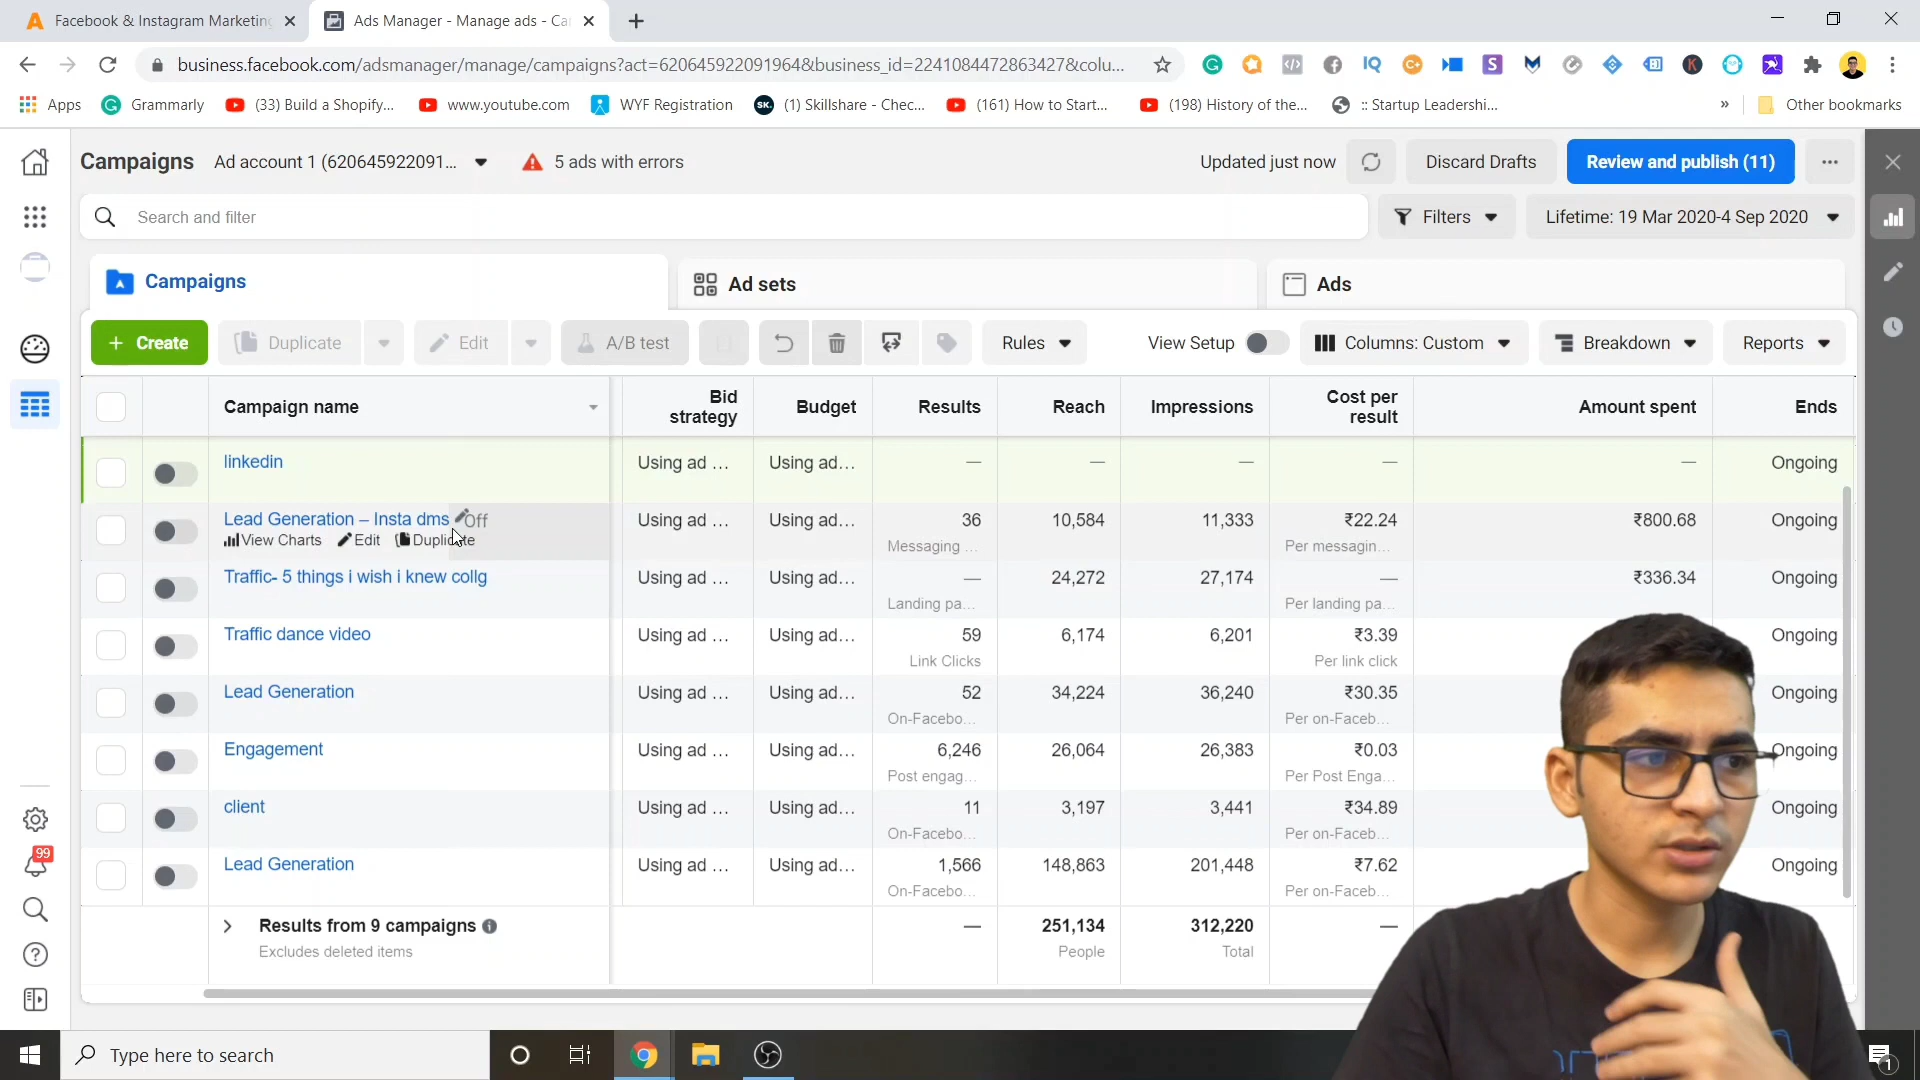 Facebook & Instagram Marketing
Ads Manager - Manage ads - Ca
business.facebook.com/adsmanager/manage/campaigns?act=620645922091964&business_id=2241084472863427&colu...
Apps
Grammarly
(33) Build a Shopify...
www.youtube.com
WYF Registration
(1) Skillshare - Chec...
(161) How to Start...
(198) History of the...
:: Startup Leadershi...
»
Other bookmarks
Campaigns
Ad account 1 (62064592209​1...
5 ads with errors
Updated just now
Discard Drafts
Review and publish (11)
Search and filter
Filters
Lifetime: 19 Mar 2020-4 Sep 2020
Campaigns
Ad sets
Ads
+ Create
Duplicate
Edit
A/B test
Rules
View Setup
Columns: Custom
Breakdown
Reports
Campaign name
Bid strategy
Budget
Results
Reach
Impressions
Cost per result
Amount spent
Ends
linkedin
Using ad ...
Using ad...
—
—
—
—
—
Ongoing
Lead Generation – Insta dms
Off
Using ad ...
Using ad...
36
10,584
11,333
₹22.24
₹800.68
Ongoing
View Charts
Edit
Duplicate
Messaging ...
Per messagin...
Traffic- 5 things i wish i knew collg
Using ad ...
Using ad...
—
24,272
27,174
—
₹336.34
Ongoing
Landing pa...
Per landing pa...
Traffic dance video
Using ad ...
Using ad...
59
6,174
6,201
₹3.39
Ongoing
Link Clicks
Per link click
Lead Generation
Using ad ...
Using ad...
52
34,224
36,240
₹30.35
Ongoing
On-Facebo...
Per on-Faceb...
Engagement
Using ad ...
Using ad...
6,246
26,064
26,383
₹0.03
Ongoing
Post engag...
Per Post Enga...
client
Using ad ...
Using ad...
11
3,197
3,441
₹34.89
Ongoing
On-Facebo...
Per on-Faceb...
Lead Generation
Using ad ...
Using ad...
1,566
148,863
201,448
₹7.62
Ongoing
On-Facebo...
Per on-Faceb...
Results from 9 campaigns
—
251,134
312,220
—
Excludes deleted items
People
Total
99
Type here to search
1